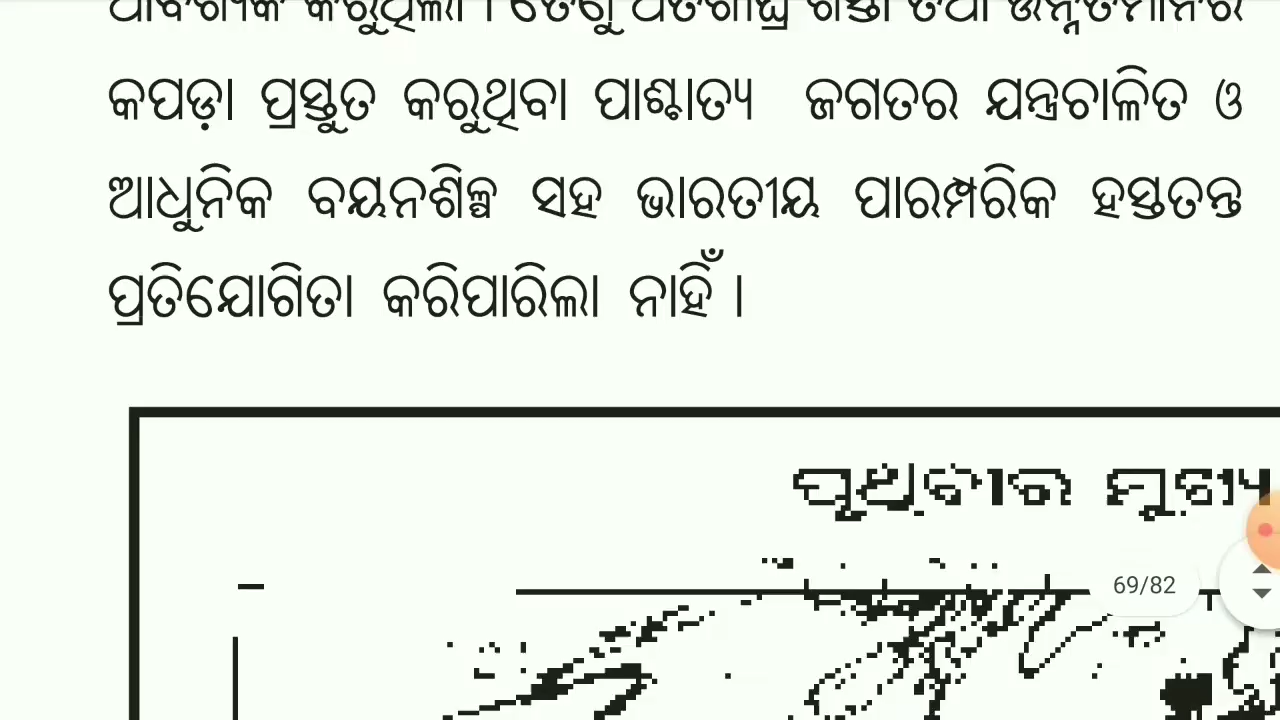 କପଡ଼ା ପ୍ରସ୍ତୁତ କରୁଥିବା ପାଶ୍ଚାତ୍ୟ ଜଗତର ଯନ୍ତ୍ରଚାଳିତ ଓ
ଆଧୁନିକ ବୟନଶିଳ୍ପ ସହ ଭାରତୀୟ ପାରମ୍ପରିକ ହସ୍ତତନ୍ତ
ପ୍ରତିଯୋଗିତା କରିପାରିଲା ନାହିଁ ।
ପୃଥିବୀର ମୁଖ୍ୟ
69/82